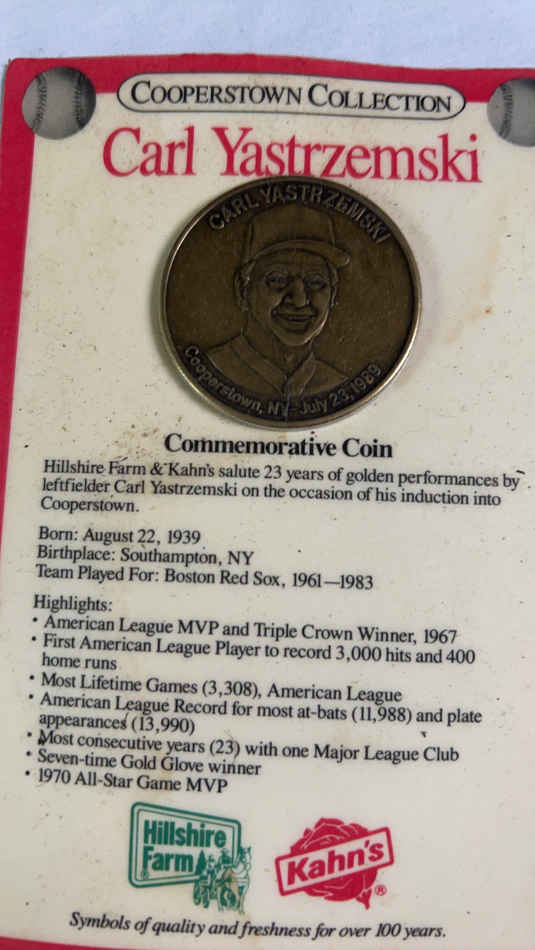 COOPERSTOWN COLLECTION
Carl Yastrzemski
CARL YASTRZEMSKI
Cooperstown, NY-July 23, 1989
Commemorative Coin
Hillshire Farm & Kahn's salute 23 years of golden performances by
leftfielder Carl Yastrzemski on the occasion of his induction into
Cooperstown.
Born: August 22, 1939
Birthplace: Southampton, NY
Team Played For: Boston Red Sox, 1961—1983
Highlights:
• American League MVP and Triple Crown Winner, 1967
• First American League Player to record 3,000 hits and 400
home runs
• Most Lifetime Games (3,308), American League
• American League Record for most at-bats (11,988) and plate
appearances (13,990)
• Most consecutive years (23) with one Major League Club
• Seven-time Gold Glove winner
• 1970 All-Star Game MVP
Hillshire
Farm
Kahn's
®
Symbols of quality and freshness for over 100 years.